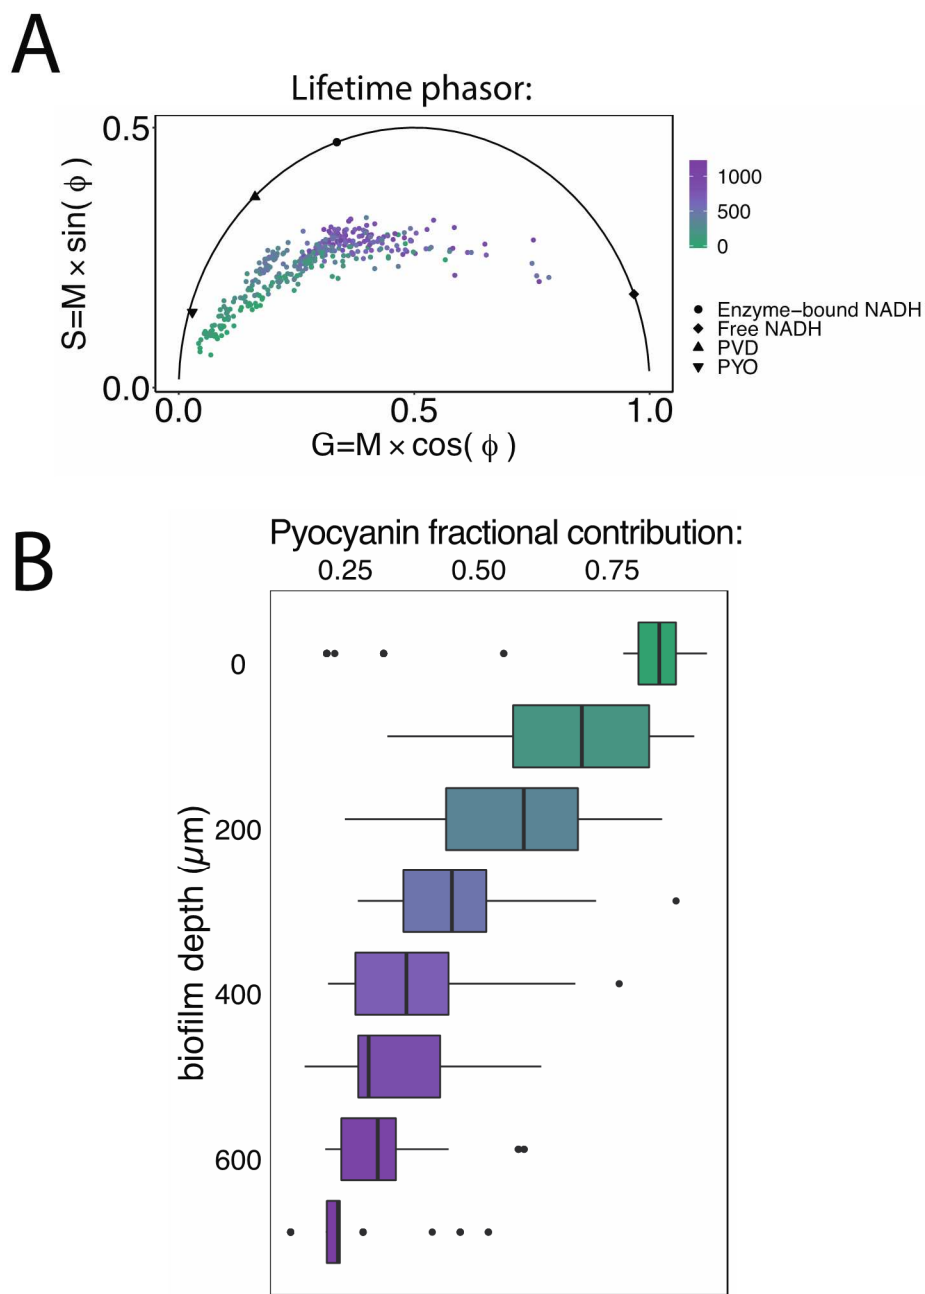 A
Lifetime phasor:
0.5
0.0
S=M × sin( ϕ )
0.0 0.5 1.0
G=M × cos( ϕ )
1000
500
0
Enzyme−bound NADH
Free NADH
PVD
PYO
B
Pyocyanin fractional contribution:
0.25 0.50 0.75
0
200
400
600
biofilm depth (µm)